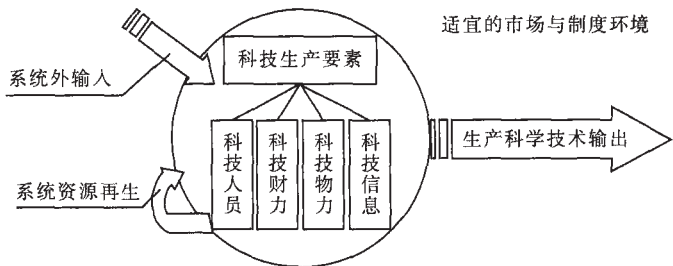 适宜的市场与制度环境
科技生产要素
系统外输入
科技人员
科技财力
科技物力
科技信息
生产科学技术输出
系统资源再生